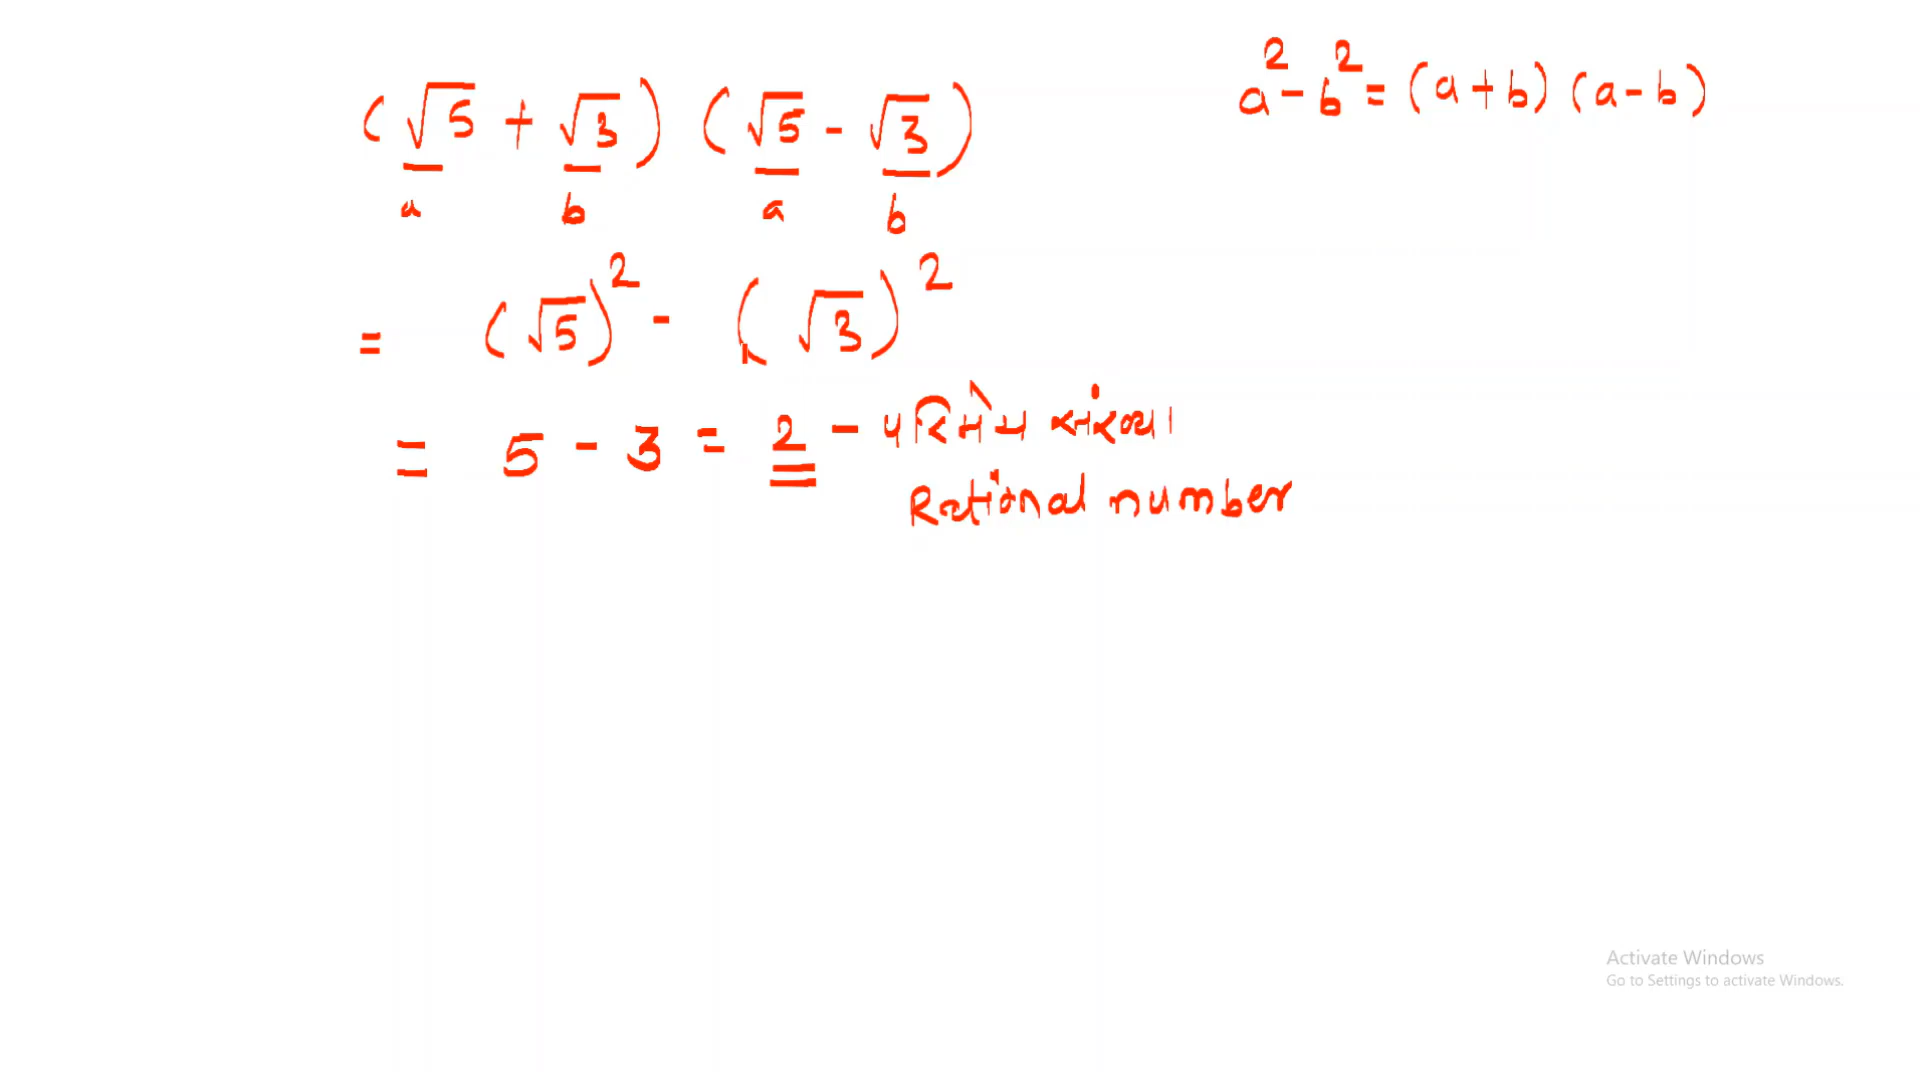 (√5 + √3) (√5 - √3)
a b a b
a² - b² = (a + b) (a - b)
= (√5)² - (√3)²
= 5 - 3 = 2 - परिमेय संख्या
Rational number
Activate Windows
Go to Settings to activate Windows.